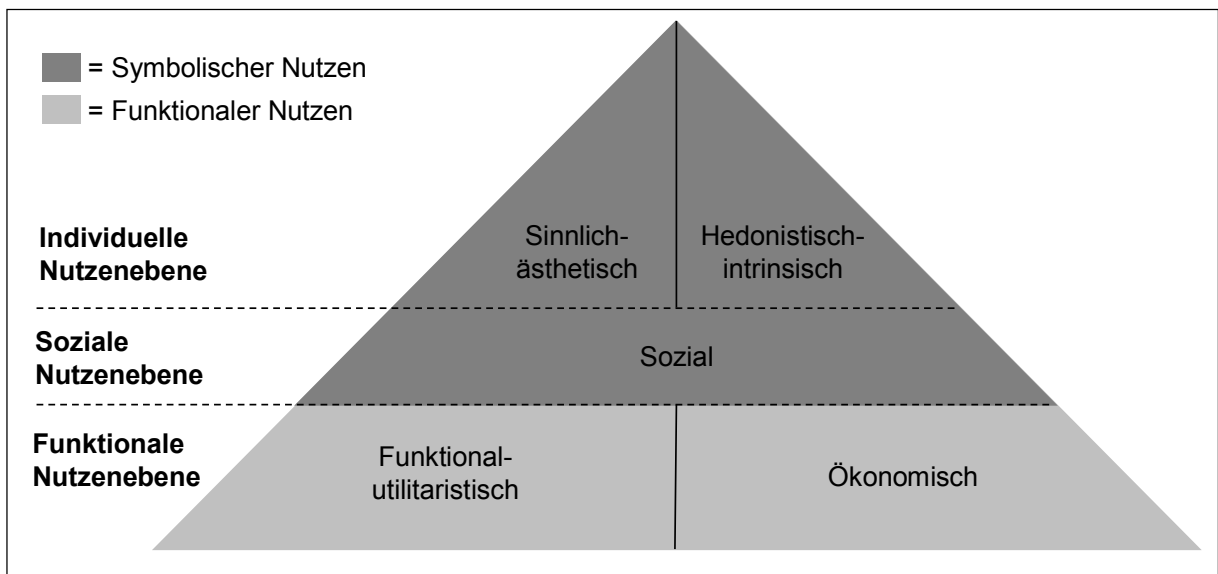 = Symbolischer Nutzen
= Funktionaler Nutzen
Individuelle
Nutzenebene
Sinnlich-
ästhetisch
Hedonistisch-
intrinsisch
Soziale
Nutzenebene
Sozial
Funktionale
Nutzenebene
Funktional-
utilitaristisch
Ökonomisch